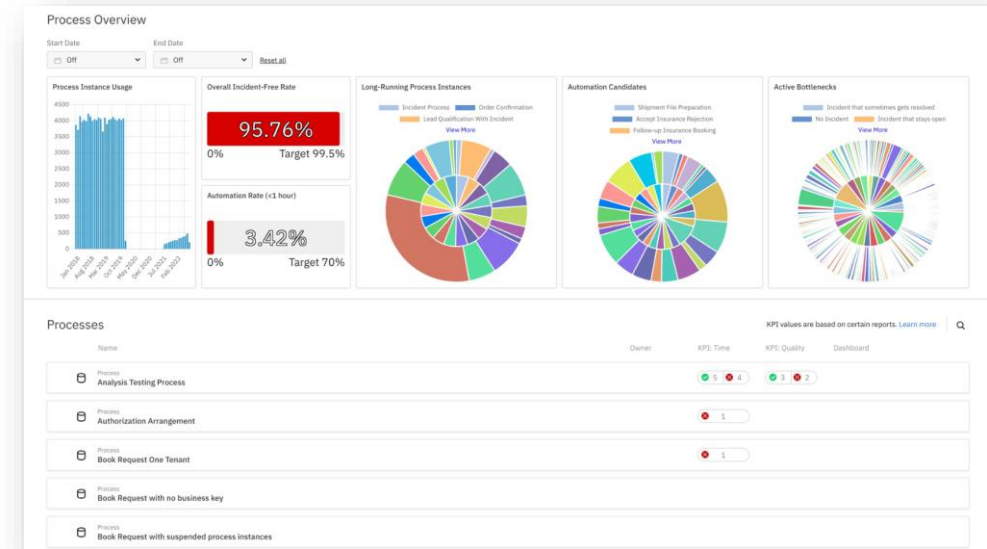 Process Overview
Start Date
End Date
Off
Off
Reset all
Process Instance Usage
4500
4000
3500
3000
2500
2000
1500
1000
500
0
Jan 2018
Aug 2018
Mar 2019
Oct 2019
May 2020
Dec 2020
Jul 2021
Feb 2022
Overall Incident-Free Rate
95.76%
0% Target 99.5%
Automation Rate (<1 hour)
3.42%
0% Target 70%
Long-Running Process Instances
Incident Process Order Confirmation
Lead Qualification With Incident
View More
Automation Candidates
Shipment File Preparation
Accept Insurance Rejection
Follow-up Insurance Booking
View More
Active Bottlenecks
Incident that sometimes gets resolved
No Incident Incident that stays open
View More
Processes
KPI values are based on certain reports. Learn more
Name Owner KPI: Time KPI: Quality Dashboard
Process
Analysis Testing Process
5 4 3 2
Process
Authorization Arrangement
1
Process
Book Request One Tenant
1
Process
Book Request with no business key
Process
Book Request with suspended process instances